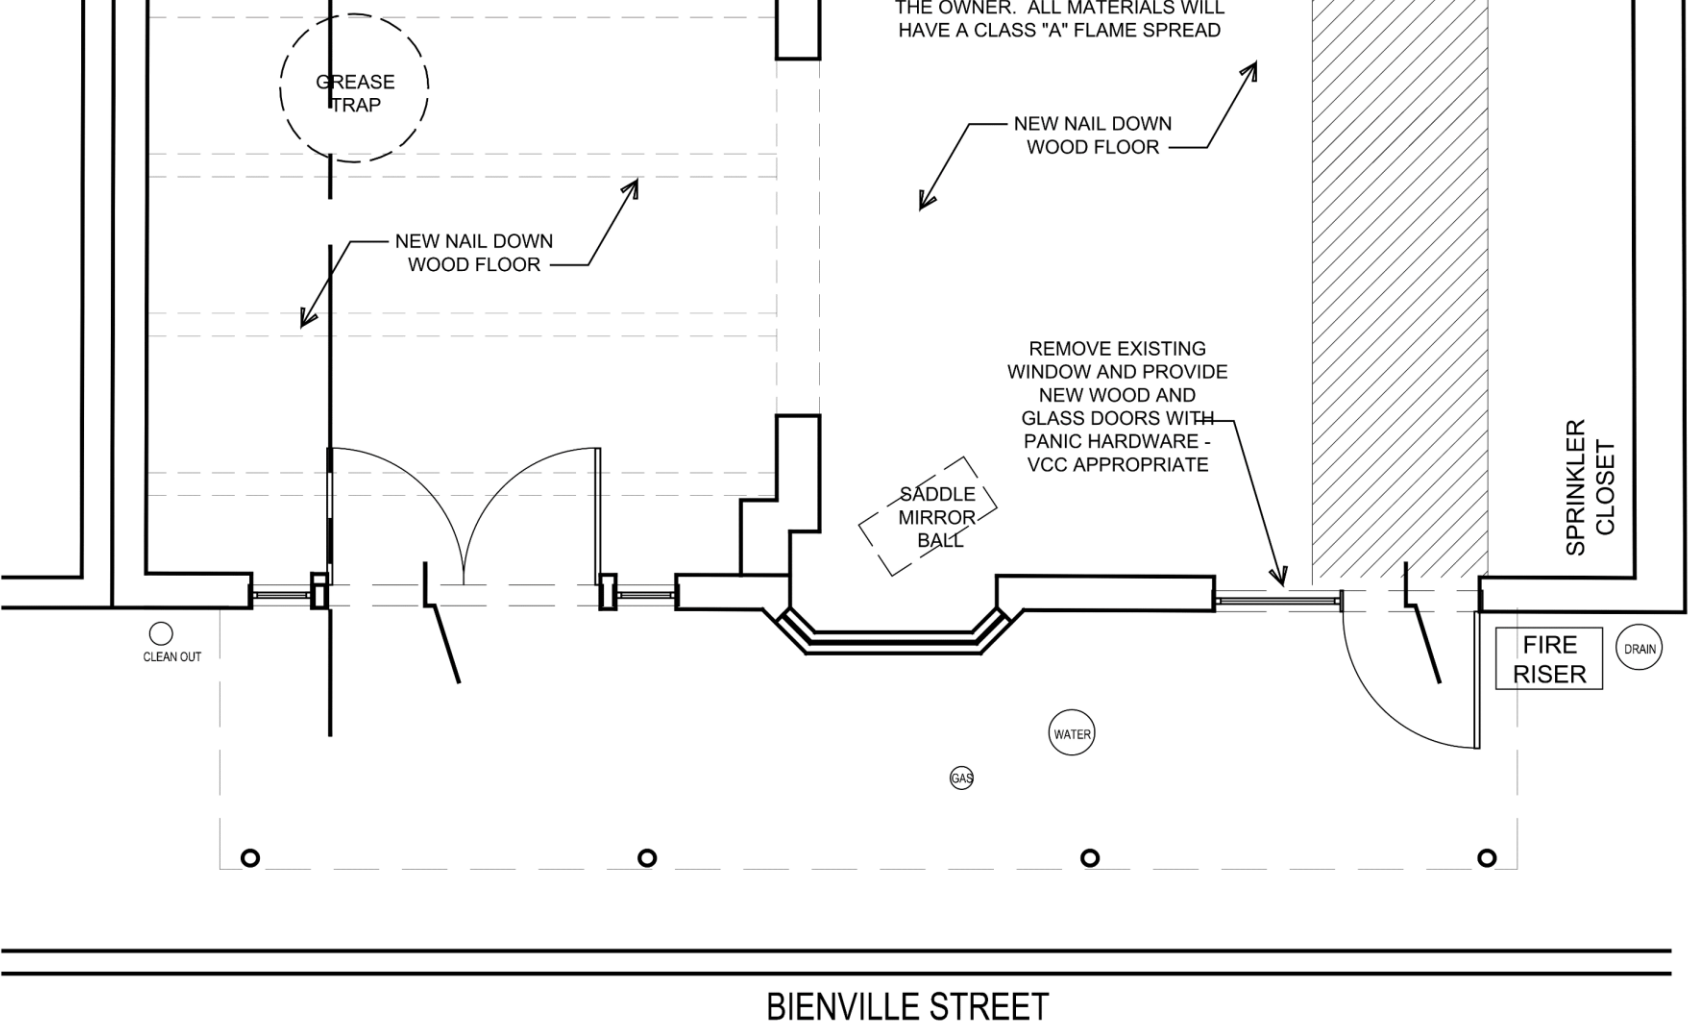 THE OWNER. ALL MATERIALS WILL
HAVE A CLASS "A" FLAME SPREAD
GREASE
TRAP
NEW NAIL DOWN
WOOD FLOOR
NEW NAIL DOWN
WOOD FLOOR
REMOVE EXISTING
WINDOW AND PROVIDE
NEW WOOD AND
GLASS DOORS WITH
PANIC HARDWARE -
VCC APPROPRIATE
SADDLE
MIRROR
BALL
SPRINKLER
CLOSET
CLEAN OUT
FIRE
RISER
DRAIN
WATER
GAS
BIENVILLE STREET